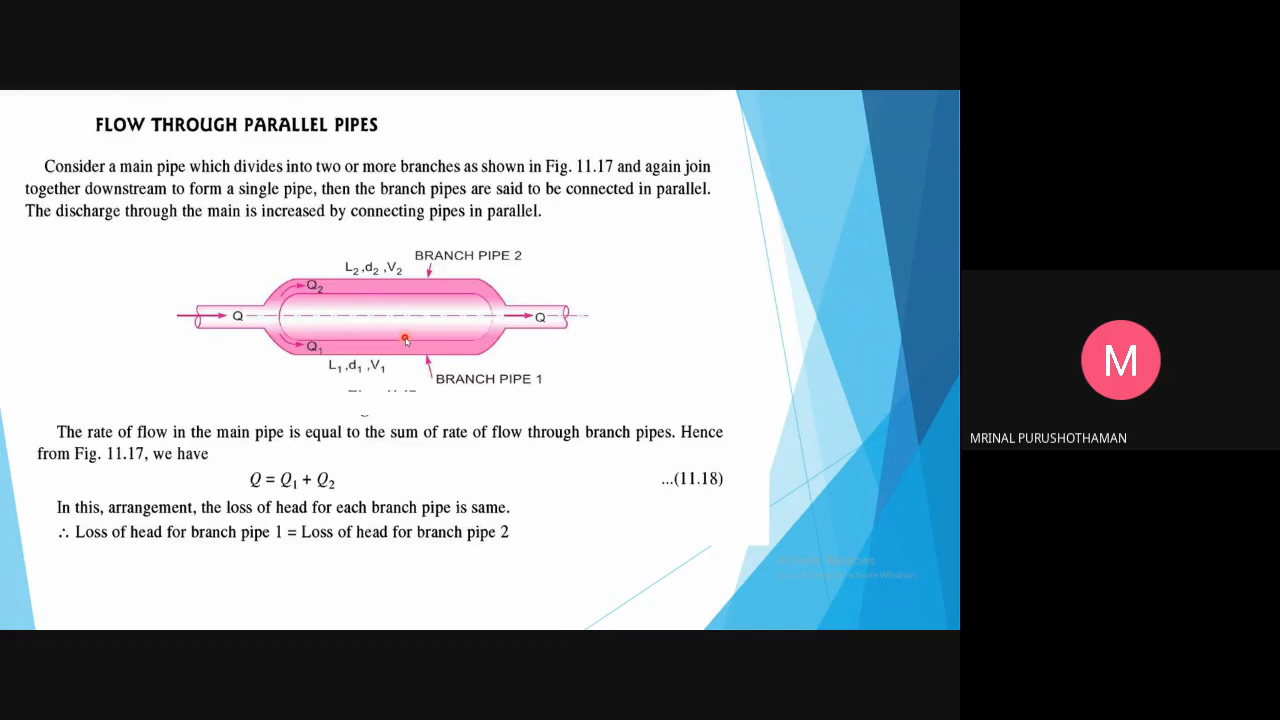 FLOW THROUGH PARALLEL PIPES
Consider a main pipe which divides into two or more branches as shown in Fig. 11.17 and again join
together downstream to form a single pipe, then the branch pipes are said to be connected in parallel.
The discharge through the main is increased by connecting pipes in parallel.
BRANCH PIPE 2
L₂,d₂,V₂
Q₂
Q
Q
Q₁
L₁,d₁,V₁
BRANCH PIPE 1
The rate of flow in the main pipe is equal to the sum of rate of flow through branch pipes. Hence
from Fig. 11.17, we have
Q = Q₁ + Q₂ ...(11.18)
In this, arrangement, the loss of head for each branch pipe is same.
∴ Loss of head for branch pipe 1 = Loss of head for branch pipe 2
M
MRINAL PURUSHOTHAMAN